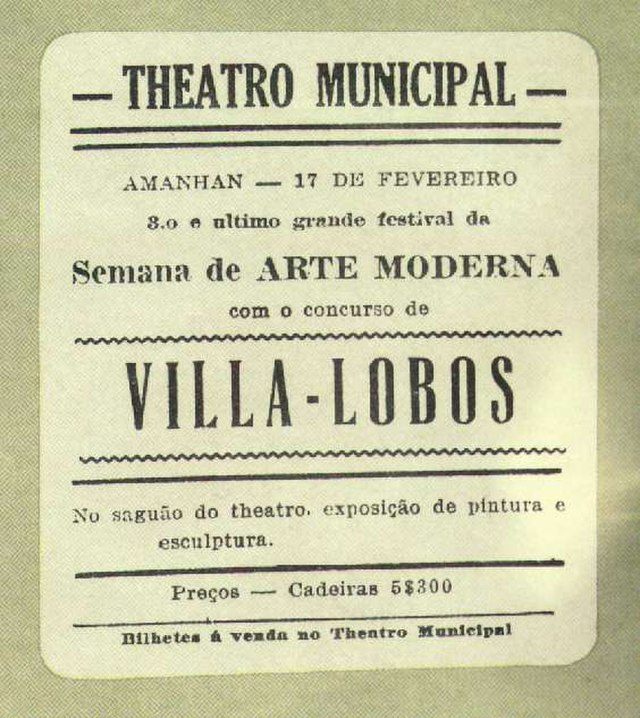 — THEATRO MUNICIPAL —
AMANHAN — 17 DE FEVEREIRO
3.o e ultimo grande festival da
Semana de ARTE MODERNA
com o concurso de
VILLA-LOBOS
No saguão do theatro. exposição de pintura e
esculptura.
Preços — Cadeiras 5$300
Bilhetes á venda no Theatro Municipal